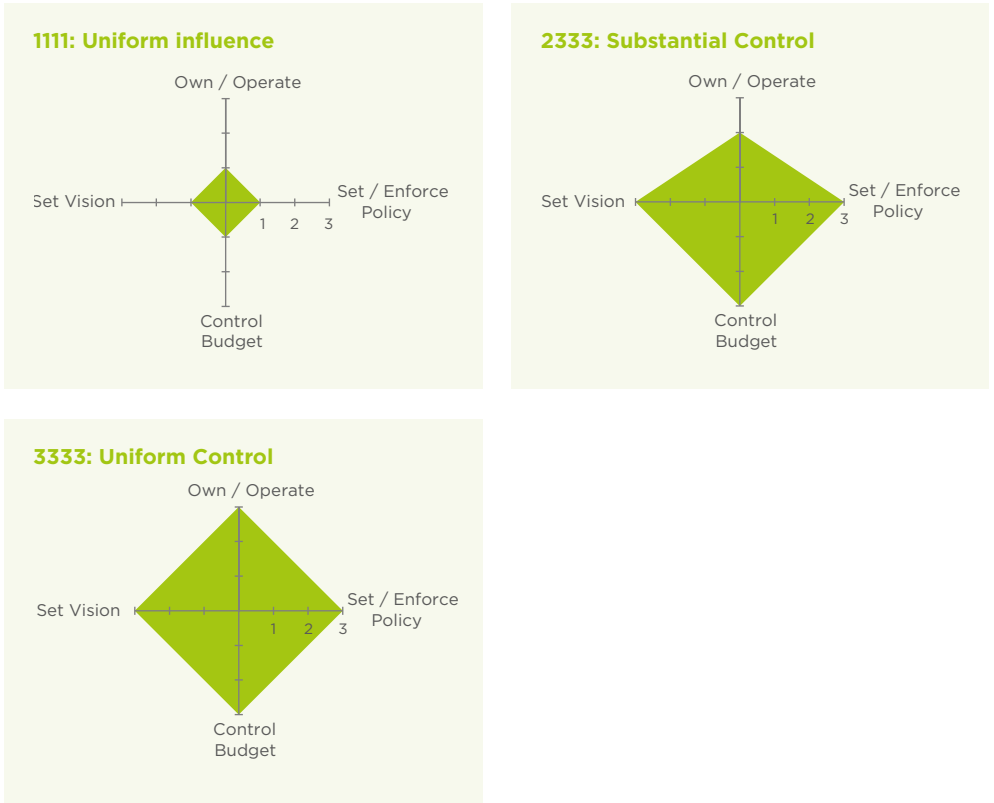 1111: Uniform influence
Own / Operate
Set Vision
Set / Enforce
Policy
1 2 3
Control
Budget
2333: Substantial Control
Own / Operate
Set Vision
Set / Enforce
Policy
1 2 3
Control
Budget
3333: Uniform Control
Own / Operate
Set Vision
Set / Enforce
Policy
1 2 3
Control
Budget